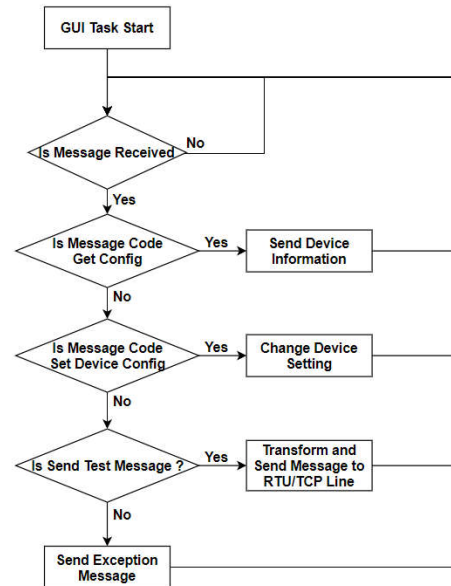 GUI Task Start
Is Message Received
No
Yes
Is Message Code
Get Config
Yes
Send Device
Information
No
Is Message Code
Set Device Config
Yes
Change Device
Setting
No
Is Send Test Message ?
Yes
Transform and
Send Message to
RTU/TCP Line
No
Send Exception
Message